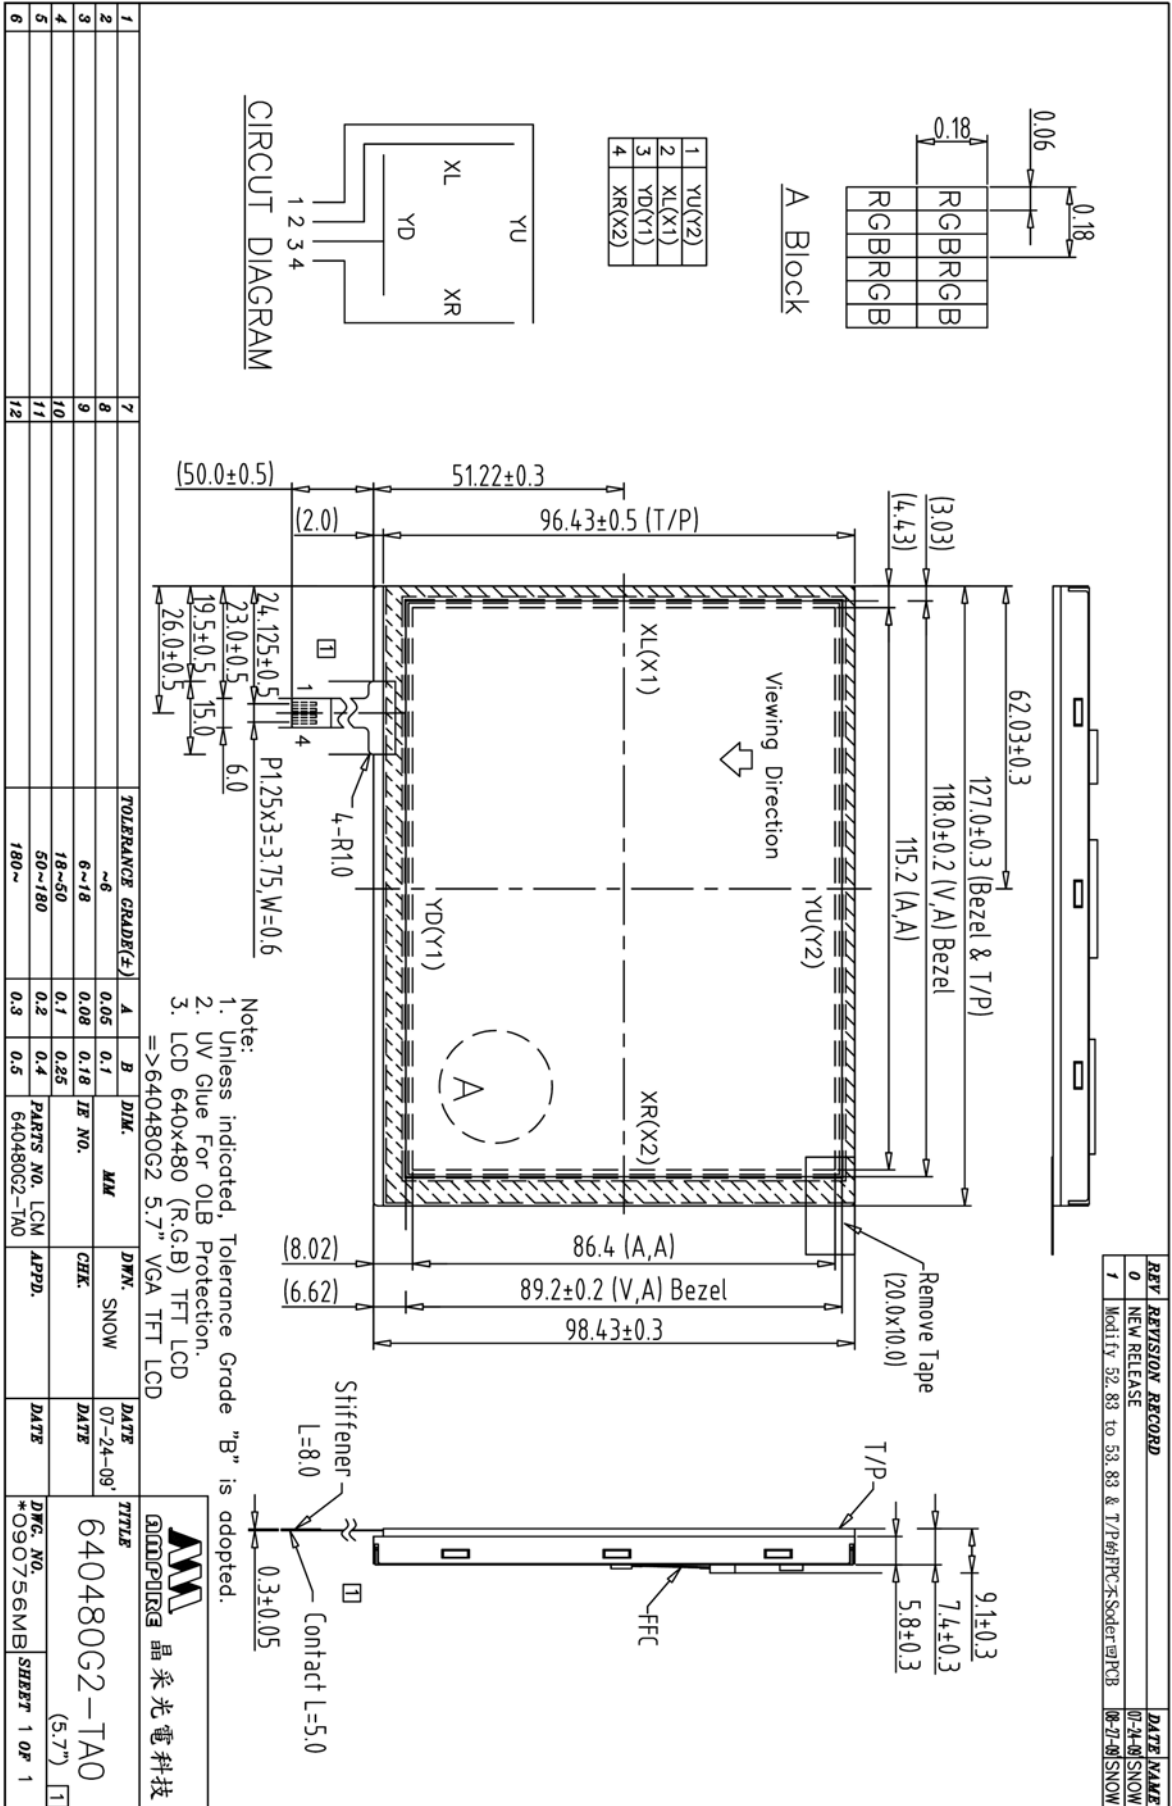 REV REVISION RECORD DATE NAME
0 NEW RELEASE 07-24-09' SNOW
1 Modify 52.83 to 53.83 & T/P的FPC不Soder回PCB 08-27-09' SNOW
0.06
0.18
0.18
R G B R G B
R G B R G B
A Block
1 YU(Y2)
2 XL(X1)
3 YD(Y1)
4 XR(X2)
YU
XL
XR
YD
1 2 3 4
CIRCUT DIAGRAM
62.03±0.3
127.0±0.3 (Bezel & T/P)
118.0±0.2 (V,A) Bezel
115.2 (A,A)
(3.03)
(4.43)
96.43±0.5 (T/P)
51.22±0.3
(2.0)
(50.0±0.5)
YU(Y2)
Viewing Direction
XL(X1)
XR(X2)
YD(Y1)
A
Remove Tape
(20.0x10.0)
86.4 (A,A)
(8.02)
89.2±0.2 (V,A) Bezel
(6.62)
98.43±0.3
1
1 4
4-R1.0
P1.25x3=3.75,W=0.6
24.125±0.5
23.0±0.5
6.0
19.5±0.5
15.0
26.0±0.5
9.1±0.3
7.4±0.3
5.8±0.3
T/P
FFC
1
Stiffener
L=8.0
Contact L=5.0
0.3±0.05
Note:
1. Unless indicated, Tolerance Grade "B" is adopted.
2. UV Glue For OLB Protection.
3. LCD 640x480 (R.G.B) TFT LCD
=>640480G2 5.7" VGA TFT LCD
1 7 TOLERANCE GRADE(±) A B
2 8 ~6 0.05 0.1
3 9 6~18 0.08 0.18
4 10 18~50 0.1 0.25
5 11 50~180 0.2 0.4
6 12 180~ 0.3 0.5
DIM. MM
DWN. SNOW
DATE 07-24-09'
IE NO.
CHK.
DATE
PARTS NO. LCM
640480G2-TA0
APPD.
DATE
AMPIRE 晶采光電科技
TITLE
640480G2-TA0
(5.7") 1
DWG. NO.
*090756MB SHEET 1 OF 1